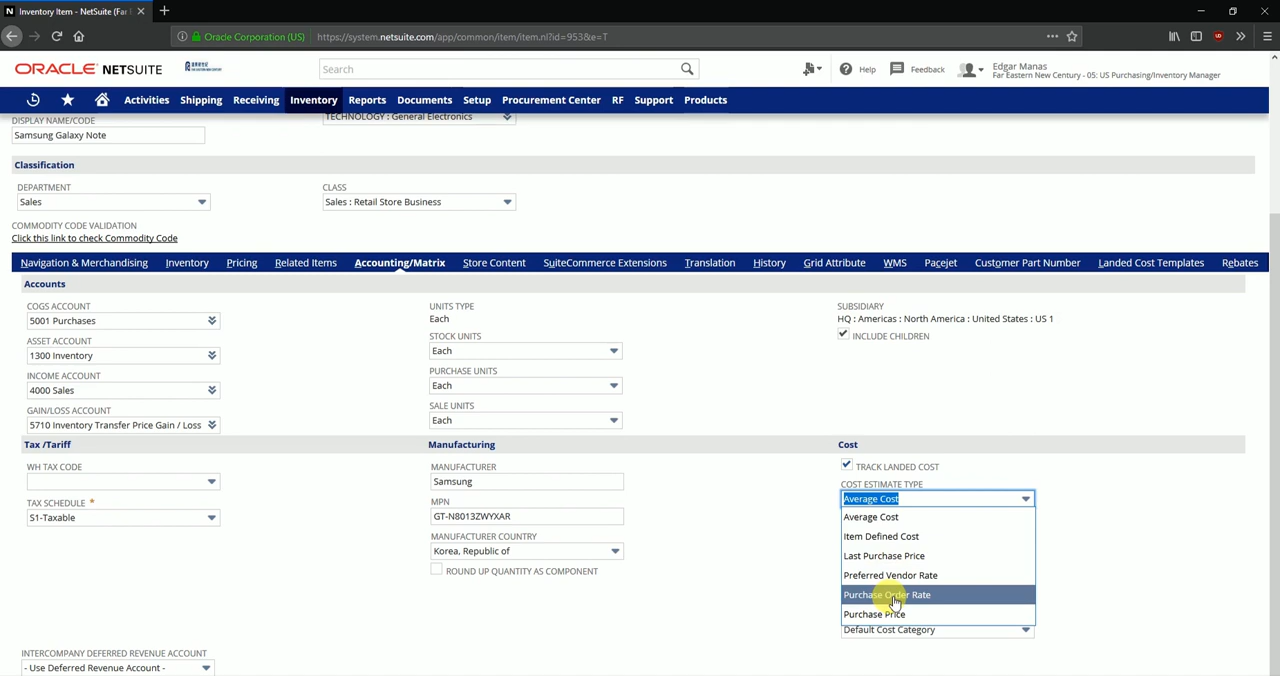 Inventory Item - NetSuite (Far
Oracle Corporation (US)
https://system.netsuite.com/app/common/item/item.nl?id=953&e=T
ORACLE NETSUITE
Search
Help
Feedback
Edgar Manas
Far Eastern New Century - 05: US Purchasing/Inventory Manager
Activities Shipping Receiving Inventory Reports Documents Setup Procurement Center RF Support Products
DISPLAY NAME/CODE
Samsung Galaxy Note
TECHNOLOGY : General Electronics
Classification
DEPARTMENT
Sales
CLASS
Sales : Retail Store Business
COMMODITY CODE VALIDATION
Click this link to check Commodity Code
Navigation & Merchandising Inventory Pricing Related Items Accounting/Matrix Store Content SuiteCommerce Extensions Translation History Grid Attribute WMS Pacejet Customer Part Number Landed Cost Templates Rebates
Accounts
COGS ACCOUNT
5001 Purchases
ASSET ACCOUNT
1300 Inventory
INCOME ACCOUNT
4000 Sales
GAIN/LOSS ACCOUNT
5710 Inventory Transfer Price Gain / Loss
UNITS TYPE
Each
STOCK UNITS
Each
PURCHASE UNITS
Each
SALE UNITS
Each
SUBSIDIARY
HQ : Americas : North America : United States : US 1
INCLUDE CHILDREN
Tax /Tariff
WH TAX CODE
TAX SCHEDULE *
S1-Taxable
Manufacturing
MANUFACTURER
Samsung
MPN
GT-N8013ZWYXAR
MANUFACTURER COUNTRY
Korea, Republic of
ROUND UP QUANTITY AS COMPONENT
Cost
TRACK LANDED COST
COST ESTIMATE TYPE
Average Cost
Average Cost
Item Defined Cost
Last Purchase Price
Preferred Vendor Rate
Purchase Order Rate
Purchase Price
Default Cost Category
INTERCOMPANY DEFERRED REVENUE ACCOUNT
- Use Deferred Revenue Account -